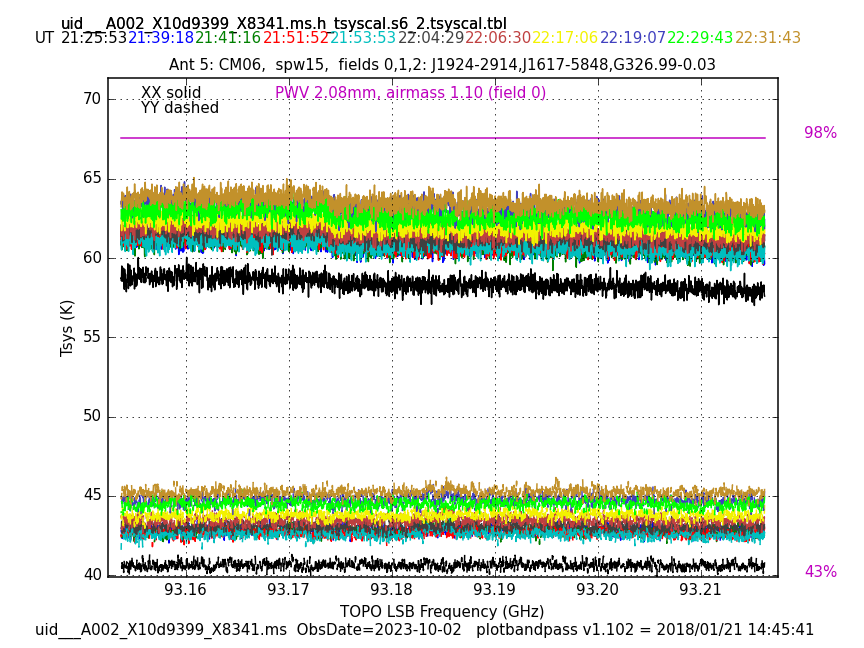 uid___A002_X10d9399_X8341.ms.h_tsyscal.s6_2.tsyscal.tbl
UT 21:25:53 21:39:18 21:41:16 21:51:52 21:53:53 22:04:29 22:06:30 22:17:06 22:19:07 22:29:43 22:31:43
Ant 5: CM06,  spw15,  fields 0,1,2: J1924-2914,J1617-5848,G326.99-0.03
XX solid
YY dashed
PWV 2.08mm, airmass 1.10 (field 0)
98%
43%
Tsys (K)
70
65
60
55
50
45
40
93.16 93.17 93.18 93.19 93.20 93.21
TOPO LSB Frequency (GHz)
uid___A002_X10d9399_X8341.ms  ObsDate=2023-10-02   plotbandpass v1.102 = 2018/01/21 14:45:41